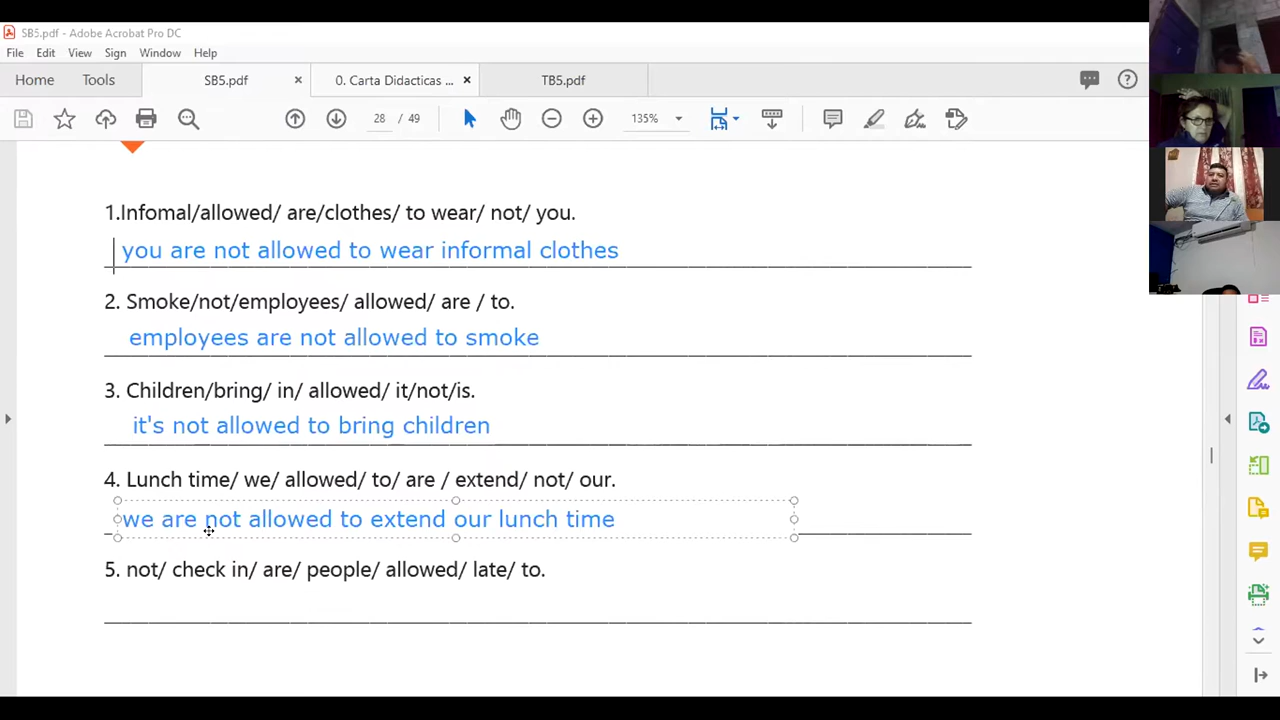 SB5.pdf - Adobe Acrobat Pro DC
File Edit View Sign Window Help
Home Tools SB5.pdf × 0. Carta Didacticas ... × TB5.pdf
28 / 49 135%
1.Infomal/allowed/ are/clothes/ to wear/ not/ you.
you are not allowed to wear informal clothes
2. Smoke/not/employees/ allowed/ are / to.
employees are not allowed to smoke
3. Children/bring/ in/ allowed/ it/not/is.
it's not allowed to bring children
4. Lunch time/ we/ allowed/ to/ are / extend/ not/ our.
we are not allowed to extend our lunch time
5. not/ check in/ are/ people/ allowed/ late/ to.